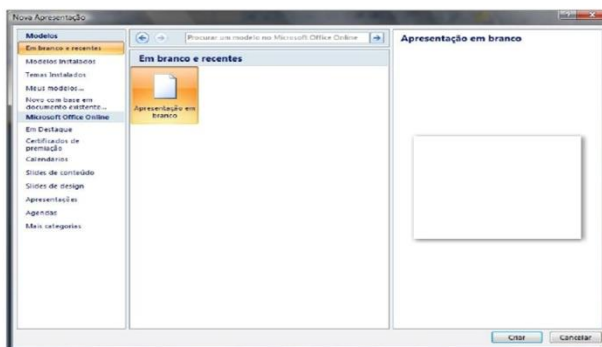 Nova Apresentação
Modelos
Em branco e recentes
Modelos Instalados
Temas Instalados
Meus modelos...
Novo com base em
documento existente...
Microsoft Office Online
Em Destaque
Certificados de
premiação
Calendários
Slides de conteúdo
Slides de design
Apresentações
Agendas
Mais categorias
Procurar um modelo no Microsoft Office Online
Em branco e recentes
Apresentação em
branco
Apresentação em branco
Criar
Cancelar